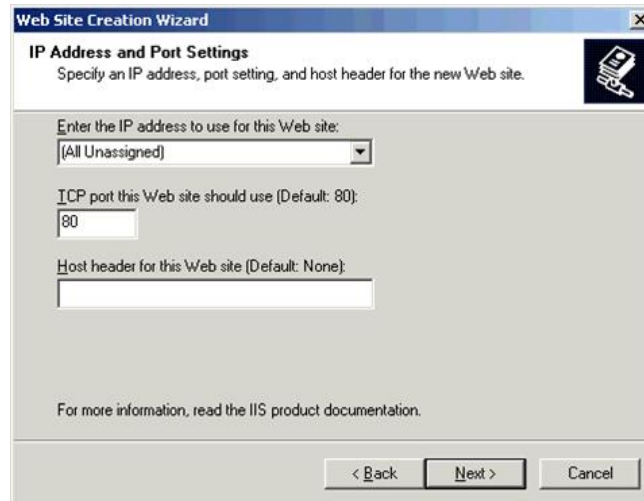 Web Site Creation Wizard
IP Address and Port Settings
Specify an IP address, port setting, and host header for the new Web site.
Enter the IP address to use for this Web site:
(All Unassigned)
TCP port this Web site should use (Default: 80):
80
Host header for this Web site (Default: None):
For more information, read the IIS product documentation.
< Back Next > Cancel